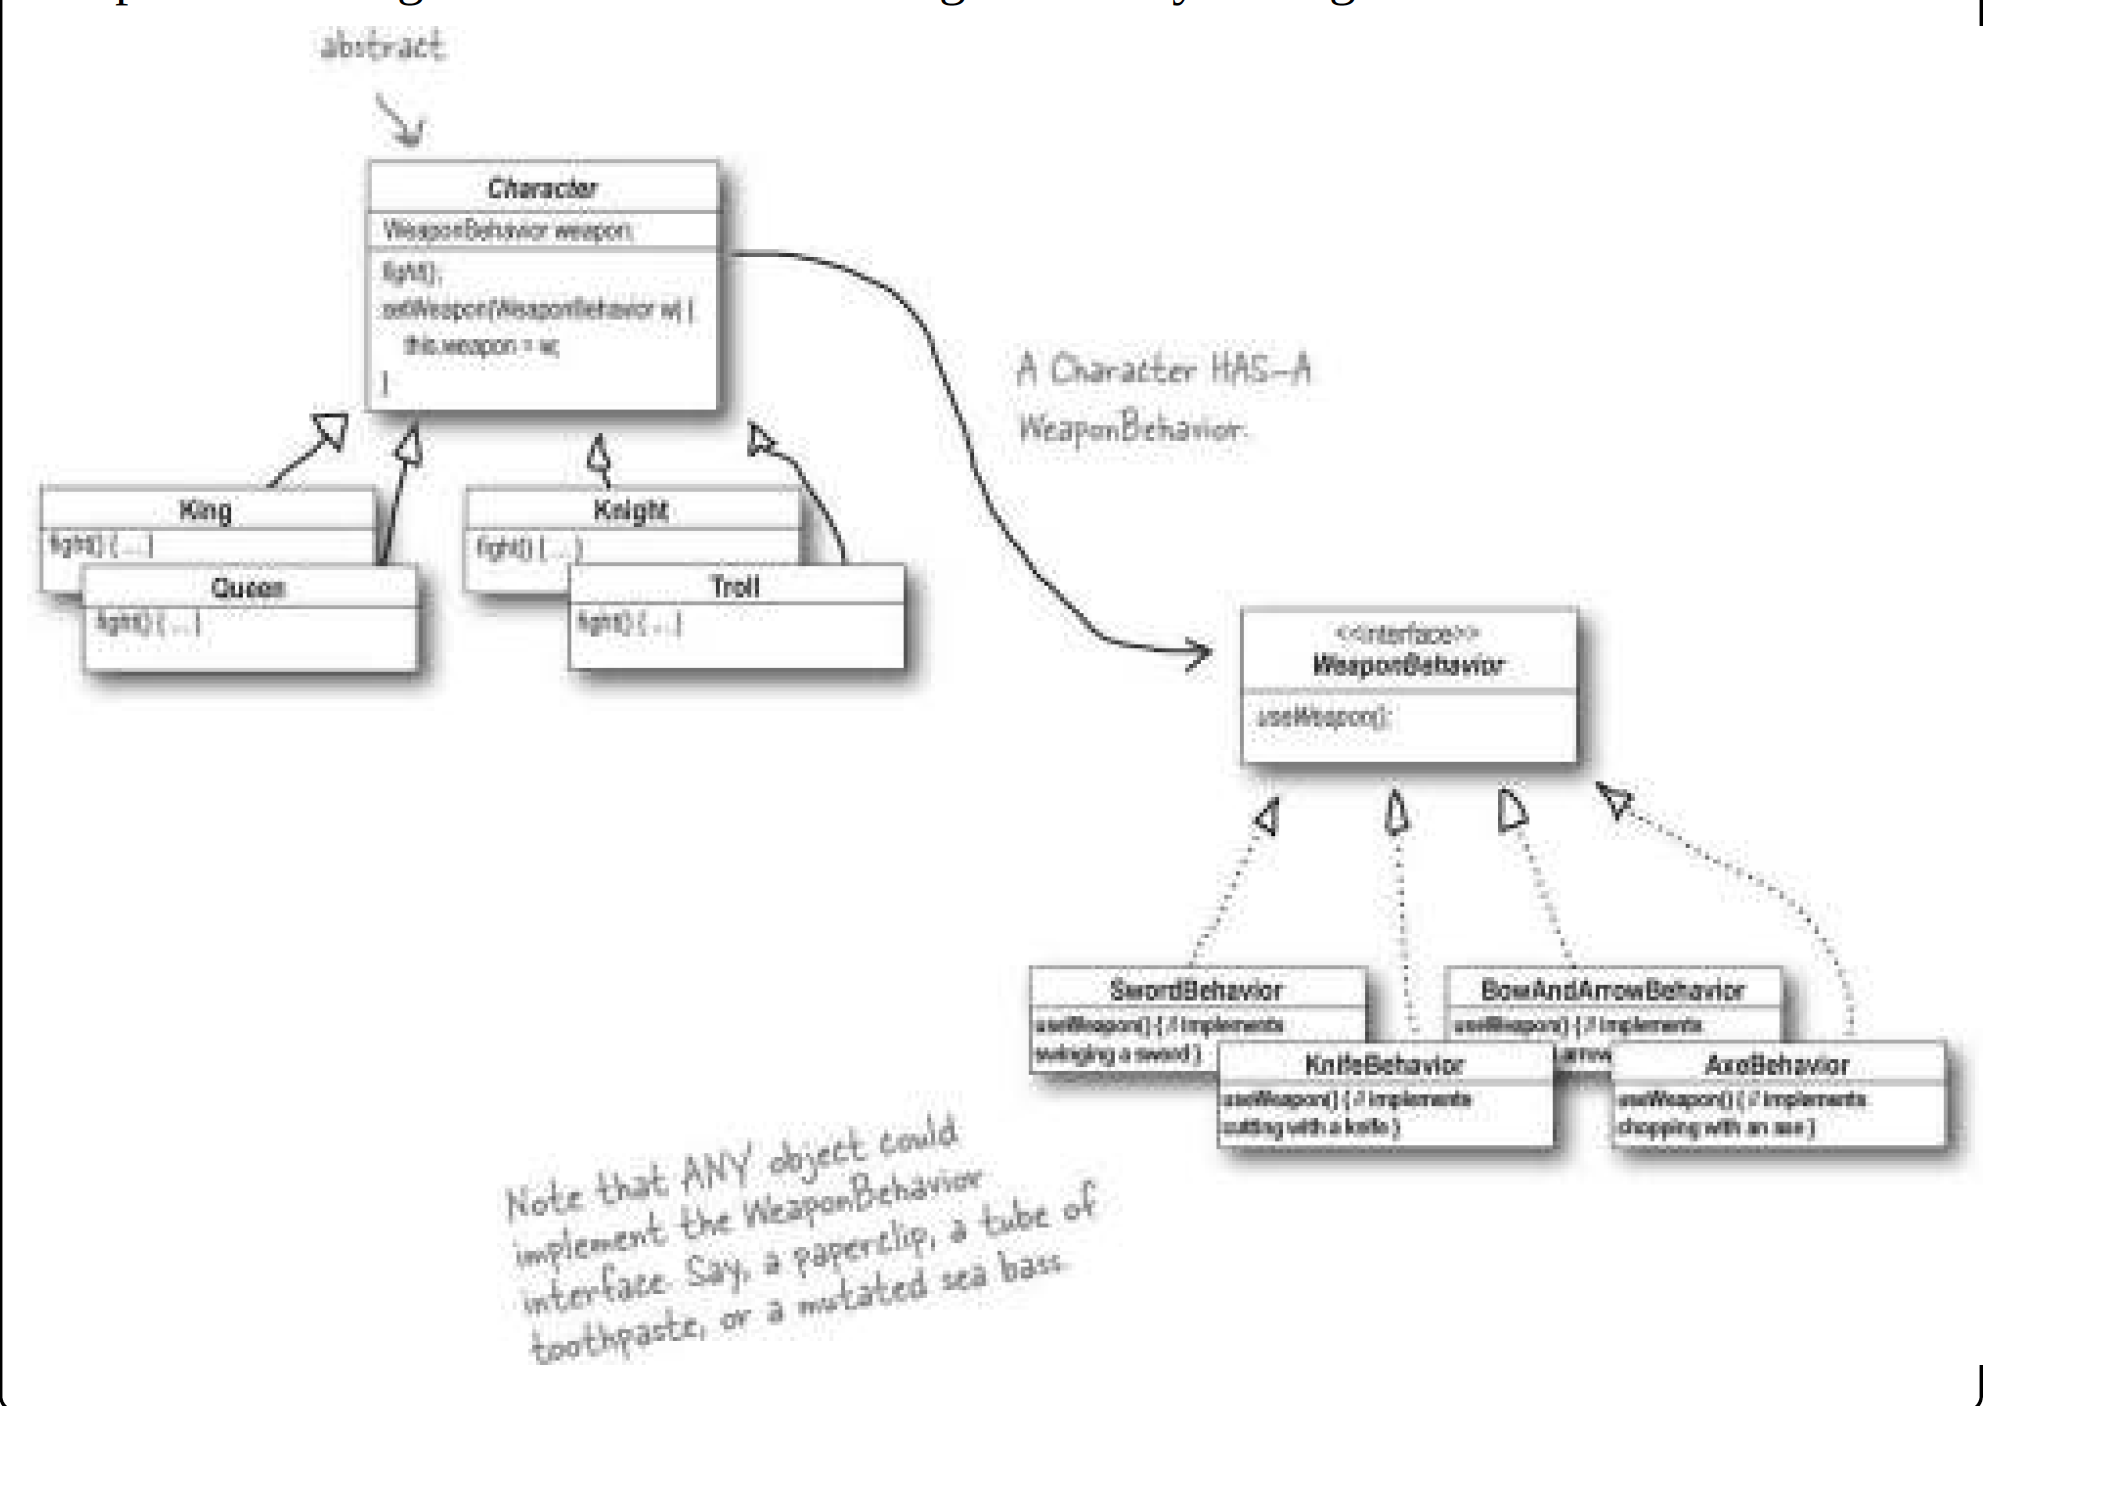 abstract
Character
WeaponBehavior weapon;
fight();
setWeapon(WeaponBehavior w) {
this.weapon = w;
}
A Character HAS-A
WeaponBehavior.
King
fight() { ... }
Queen
fight() { ... }
Knight
fight() { ... }
Troll
fight() { ... }
<<interface>>
WeaponBehavior
useWeapon();
SwordBehavior
useWeapon() { // implements
swinging a sword }
KnifeBehavior
useWeapon() { // implements
cutting with a knife }
BowAndArrowBehavior
useWeapon() { // implements
arrow
AxeBehavior
useWeapon() { // implements
chopping with an axe }
Note that ANY object could
implement the WeaponBehavior
interface. Say, a paperclip, a tube of
toothpaste, or a mutated sea bass.